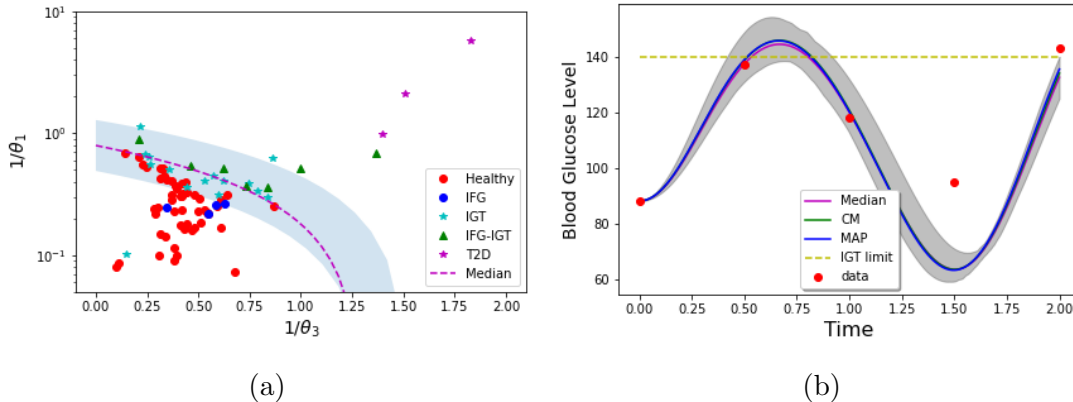 10¹
10⁰
10⁻¹
1/θ₁
0.00 0.25 0.50 0.75 1.00 1.25 1.50 1.75 2.00
1/θ₃
Healthy
IFG
IGT
IFG-IGT
T2D
Median
(a)
Blood Glucose Level
140
120
100
80
60
0.00 0.25 0.50 0.75 1.00 1.25 1.50 1.75 2.00
Time
Median
CM
MAP
IGT limit
data
(b)